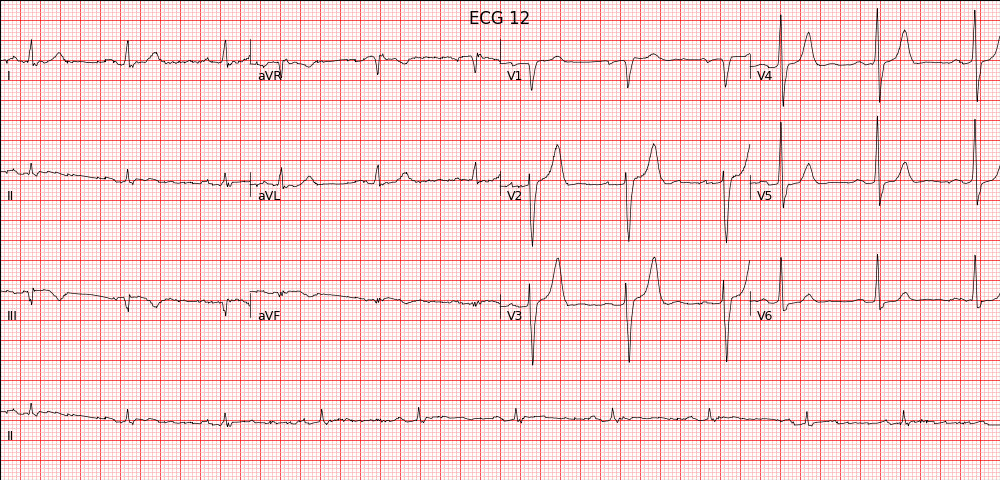 ECG 12
I aVR V1 V4
II aVL V2 V5
III aVF V3 V6
II